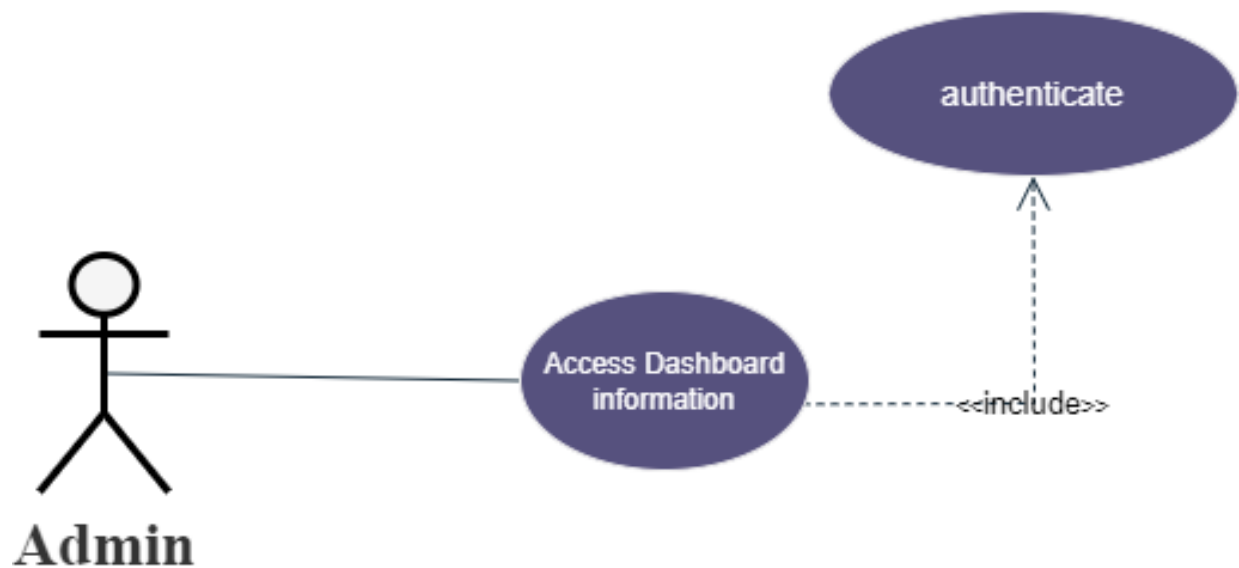 authenticate
Access Dashboard
information
<<include>>
Admin